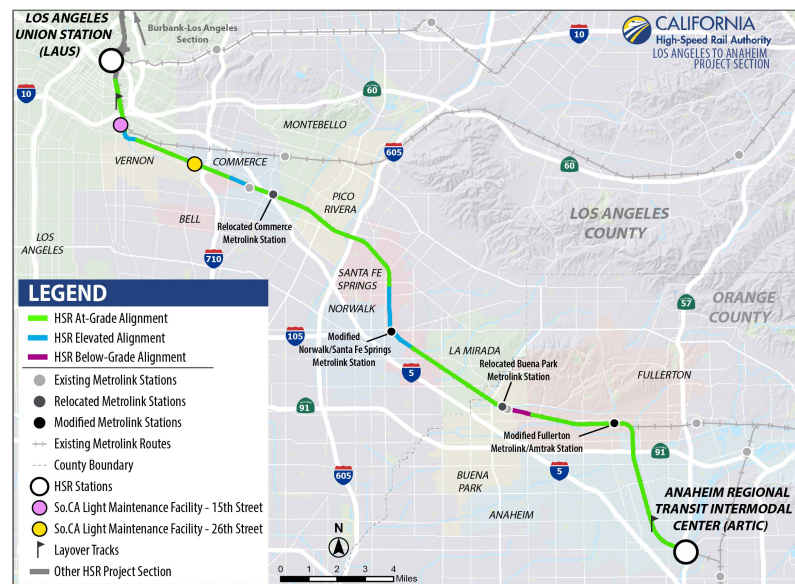 LOS ANGELES
UNION STATION
(LAUS)
Burbank-Los Angeles
Section
10
CALIFORNIA
High-Speed Rail Authority
LOS ANGELES TO ANAHEIM
PROJECT SECTION
10
60
MONTEBELLO
605
60
VERNON
COMMERCE
PICO
RIVERA
BELL
Relocated Commerce
Metrolink Station
LOS ANGELES
COUNTY
LOS
ANGELES
710
SANTA FE
SPRINGS
57
ORANGE
COUNTY
NORWALK
105
Modified
Norwalk/Santa Fe Springs
Metrolink Station
LA MIRADA
5
Relocated Buena Park
Metrolink Station
FULLERTON
91
Modified Fullerton
Metrolink/Amtrak Station
91
605
BUENA
PARK
5
ANAHEIM
ANAHEIM REGIONAL
TRANSIT INTERMODAL
CENTER (ARTIC)
LEGEND
HSR At-Grade Alignment
HSR Elevated Alignment
HSR Below-Grade Alignment
Existing Metrolink Stations
Relocated Metrolink Stations
Modified Metrolink Stations
Existing Metrolink Routes
County Boundary
HSR Stations
So.CA Light Maintenance Facility - 15th Street
So.CA Light Maintenance Facility - 26th Street
Layover Tracks
Other HSR Project Section
N
0 1 2 3 4
Miles